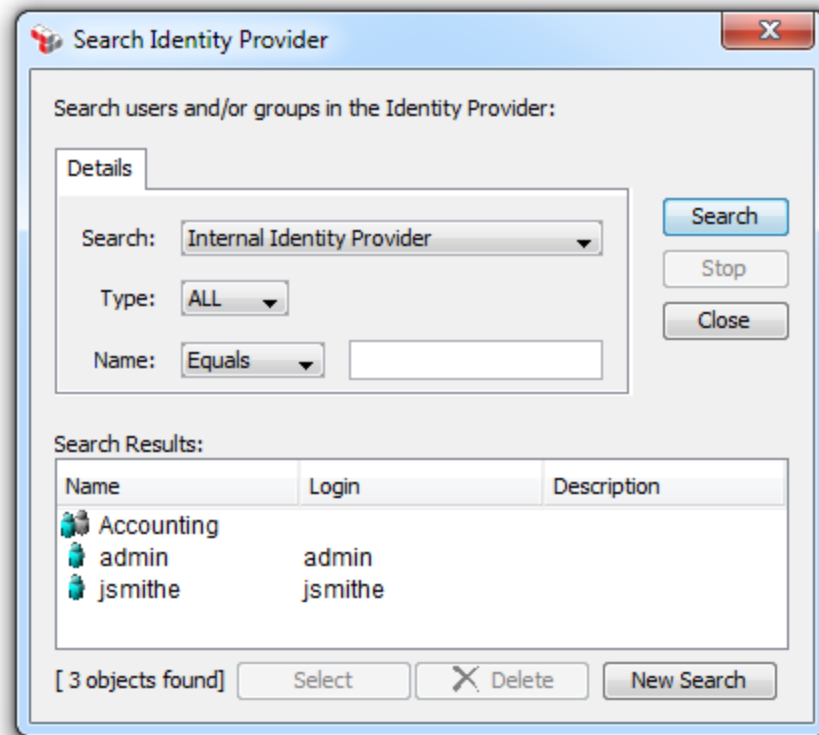 Search Identity Provider
Search users and/or groups in the Identity Provider:
Details
Search: Internal Identity Provider
Search
Type: ALL
Stop
Close
Name: Equals
Search Results:
Name Login Description
Accounting
admin admin
jsmithe jsmithe
[ 3 objects found] Select Delete New Search